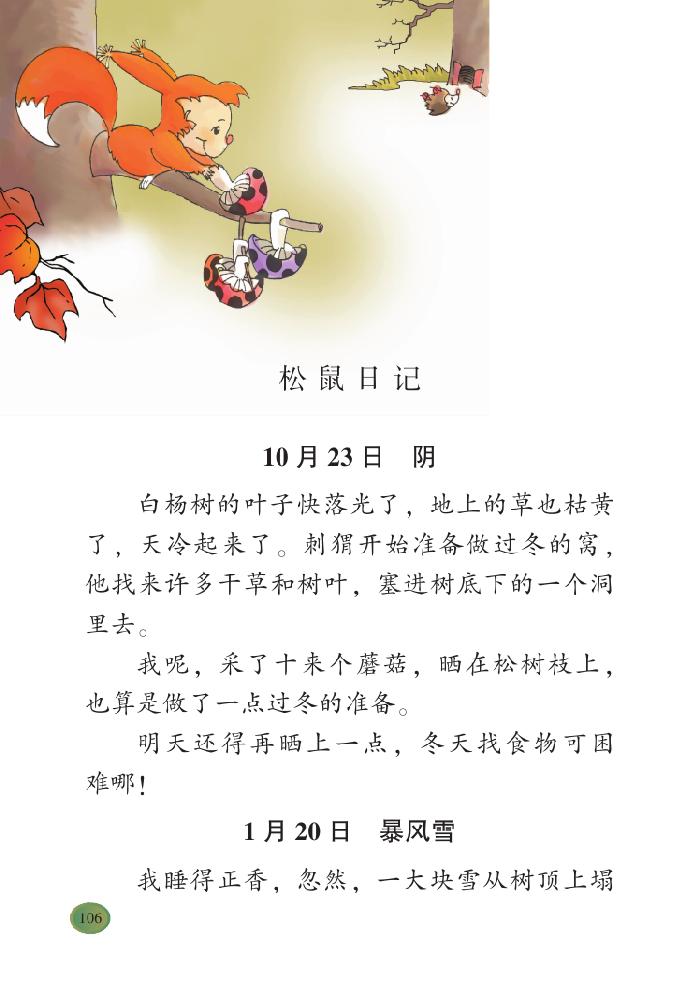 松鼠日记
10月23日 阴
白杨树的叶子快落光了，地上的草也枯黄
了，天冷起来了。刺猬开始准备做过冬的窝，
他找来许多干草和树叶，塞进树底下的一个洞
里去。
我呢，采了十来个蘑菇，晒在松树枝上，
也算是做了一点过冬的准备。
明天还得再晒上一点，冬天找食物可困
难哪！
1月20日 暴风雪
我睡得正香，忽然，一大块雪从树顶上塌
106